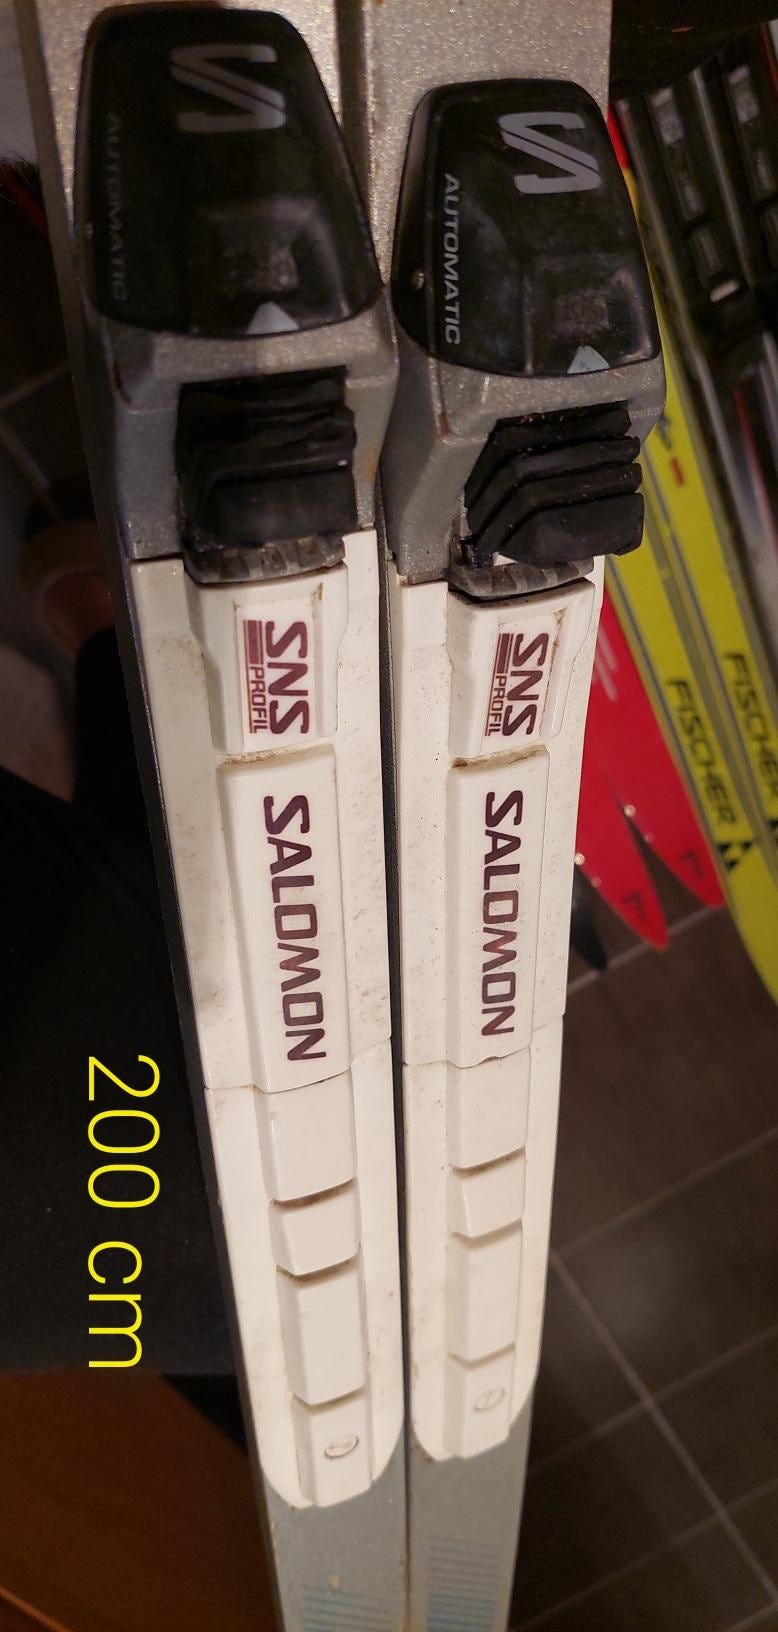 AUTOMATIC
AUTOMATIC
SNS
PROFIL
SNS
PROFIL
SALOMON
SALOMON
FISCHER
FISCHER
200 cm